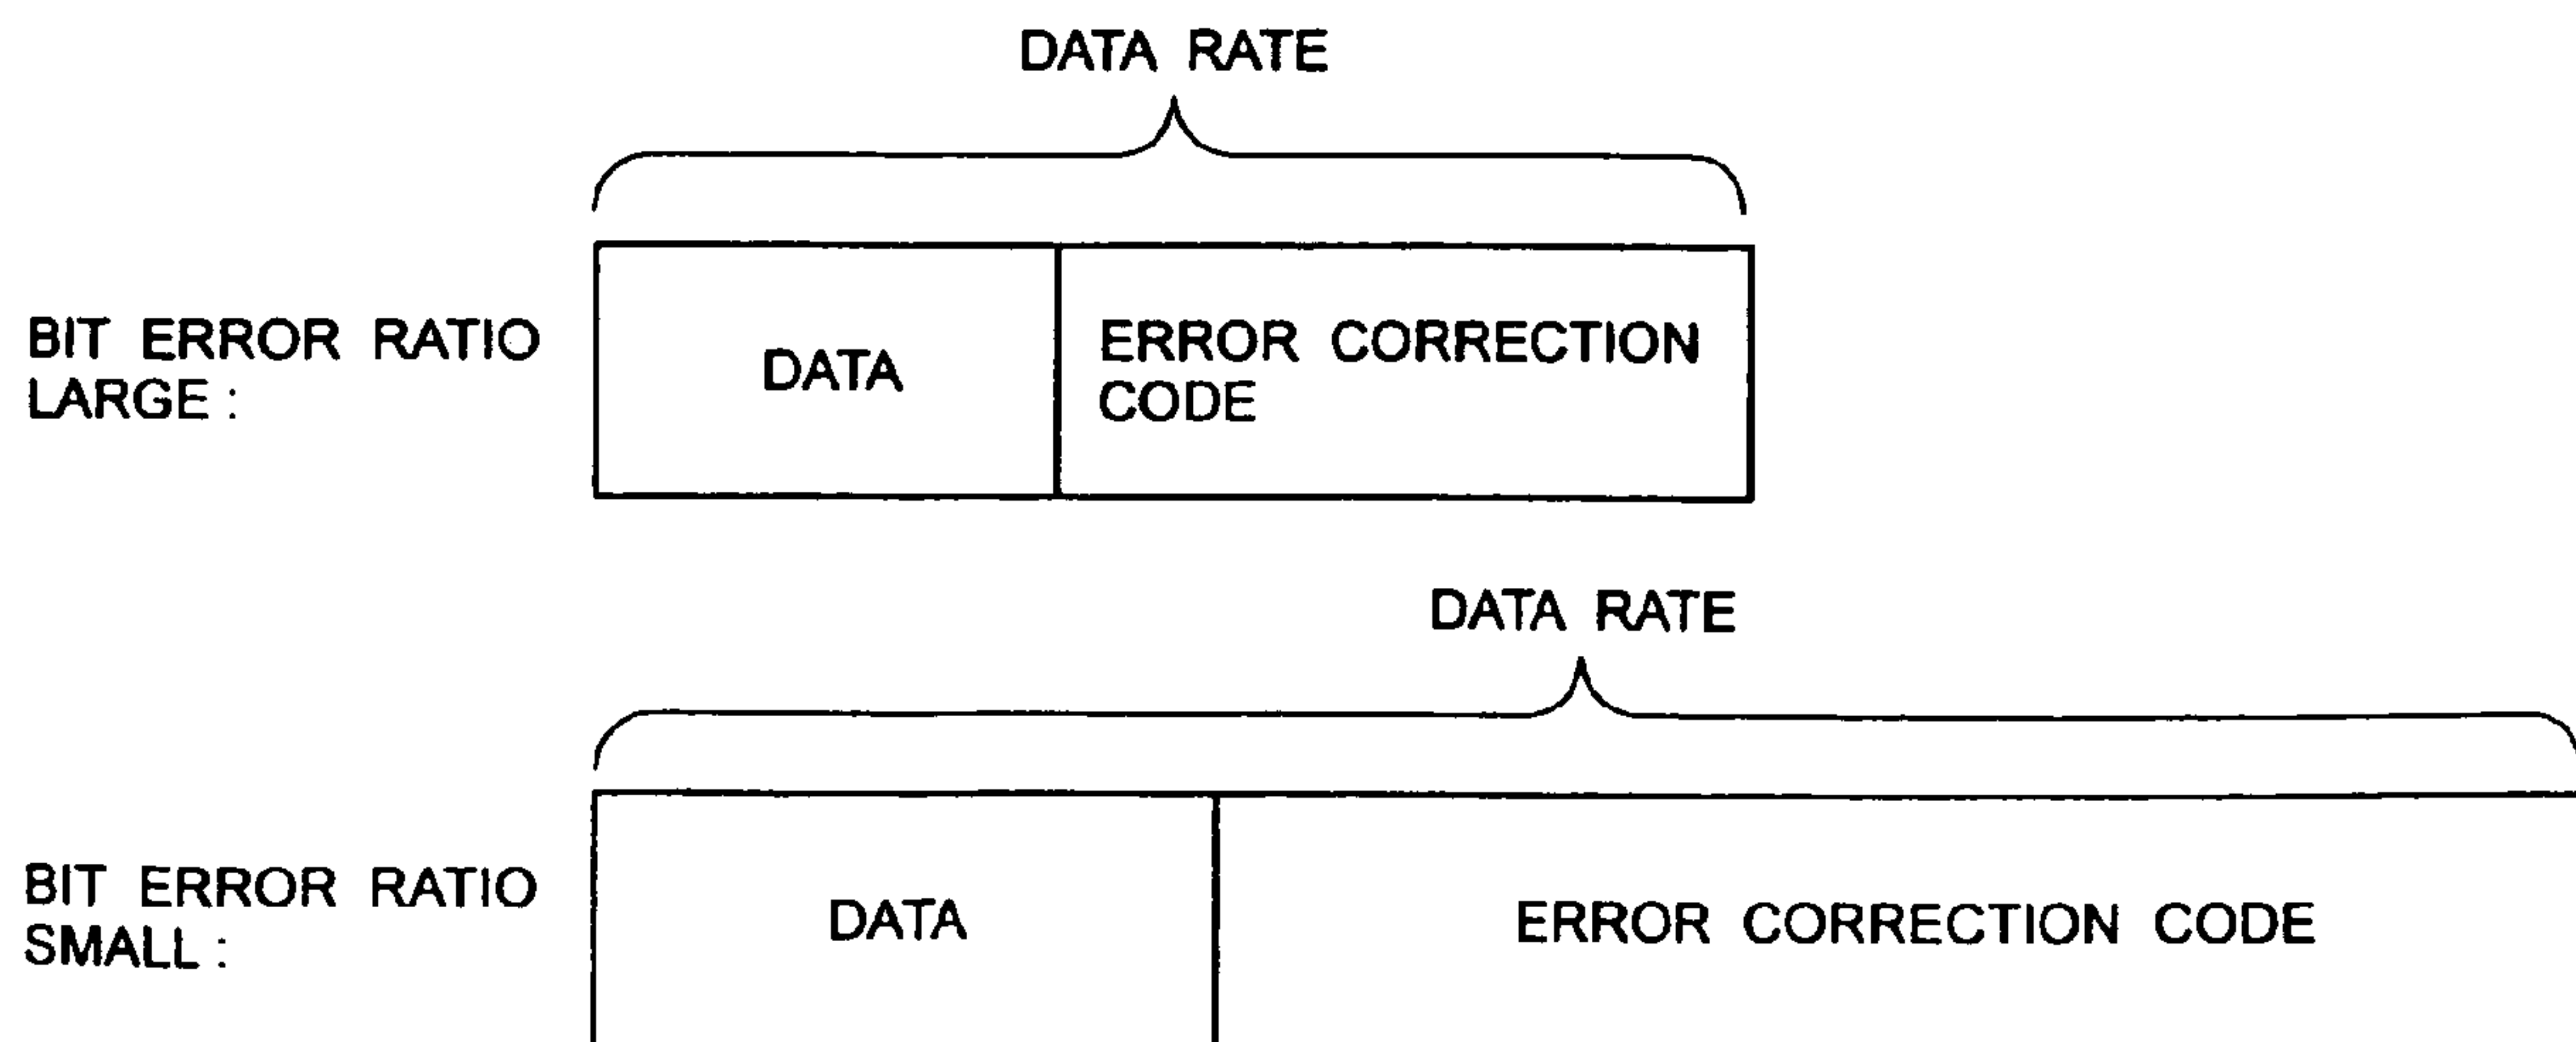 DATA RATE
BIT ERROR RATIO
LARGE :
DATA
ERROR CORRECTION
CODE
DATA RATE
BIT ERROR RATIO
SMALL :
DATA
ERROR CORRECTION CODE